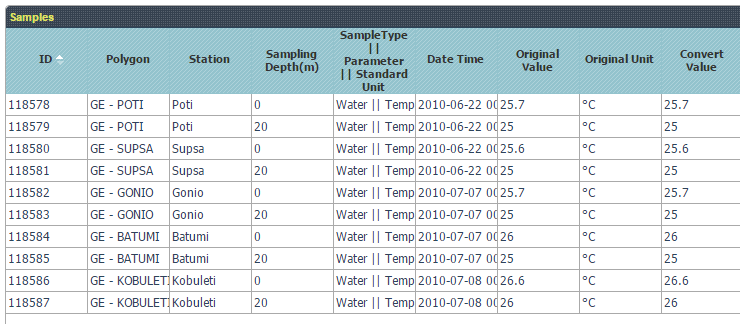 Samples
ID Polygon Station Sampling Depth(m) SampleType || Parameter || Standard Unit Date Time Original Value Original Unit Convert Value
118578 GE - POTI Poti 0 Water || Temp 2010-06-22 00 25.7 °C 25.7
118579 GE - POTI Poti 20 Water || Temp 2010-06-22 00 25 °C 25
118580 GE - SUPSA Supsa 0 Water || Temp 2010-06-22 00 25.6 °C 25.6
118581 GE - SUPSA Supsa 20 Water || Temp 2010-06-22 00 25 °C 25
118582 GE - GONIO Gonio 0 Water || Temp 2010-07-07 00 25.7 °C 25.7
118583 GE - GONIO Gonio 20 Water || Temp 2010-07-07 00 25 °C 25
118584 GE - BATUMI Batumi 0 Water || Temp 2010-07-07 00 26 °C 26
118585 GE - BATUMI Batumi 20 Water || Temp 2010-07-07 00 25 °C 25
118586 GE - KOBULETI Kobuleti 0 Water || Temp 2010-07-08 00 26.6 °C 26.6
118587 GE - KOBULETI Kobuleti 20 Water || Temp 2010-07-08 00 26 °C 26